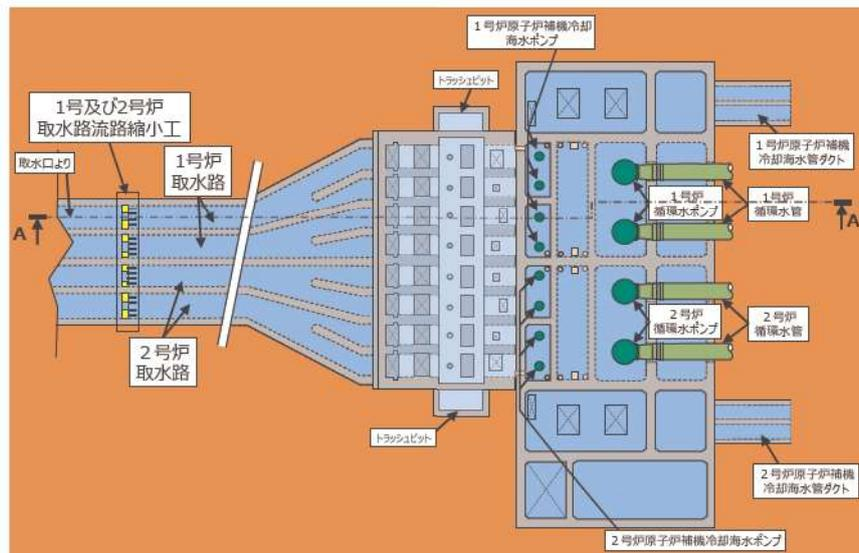 1号炉原子炉補機冷却
海水ポンプ
トラッシュピット
1号及び2号炉
取水路流路縮小工
取水口より
1号炉
取水路
1号炉原子炉補機
冷却海水管ダクト
1号炉
循環水ポンプ
1号炉
循環水管
A
A
2号炉
循環水ポンプ
2号炉
循環水管
2号炉
取水路
トラッシュピット
2号炉原子炉補機
冷却海水管ダクト
2号炉原子炉補機冷却海水ポンプ